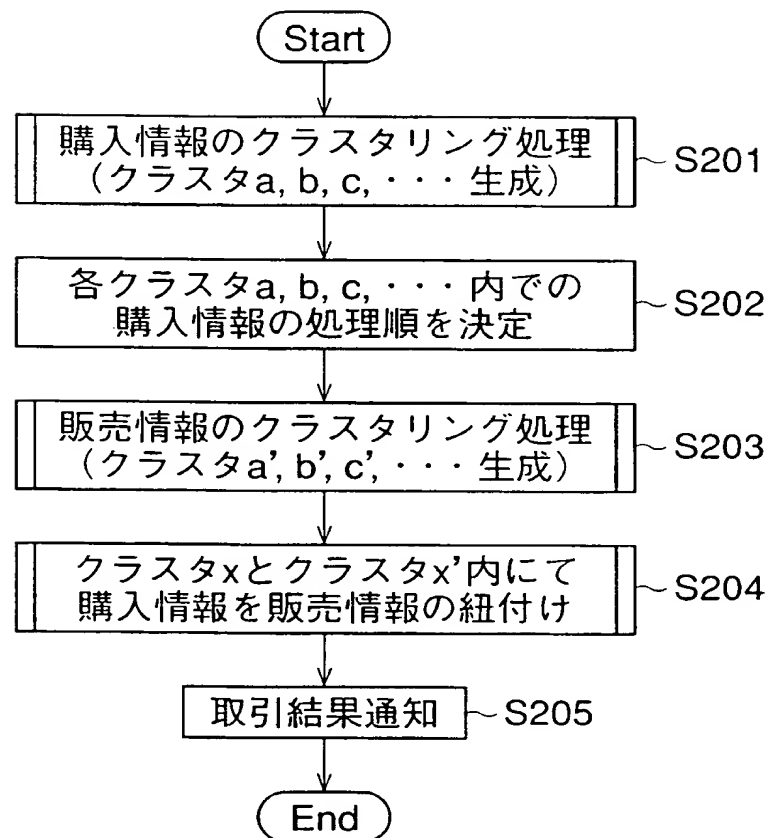 Start
購入情報のクラスタリング処理
(クラスタa, b, c, ・・・ 生成)
S201
各クラスタa, b, c, ・・・ 内での
購入情報の処理順を決定
S202
販売情報のクラスタリング処理
(クラスタa', b', c', ・・・ 生成)
S203
クラスタxとクラスタx'内にて
購入情報を販売情報の紐付け
S204
取引結果通知
S205
End